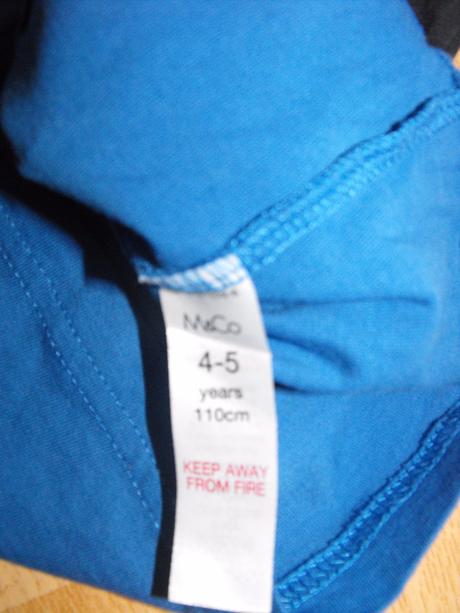 M&Co
4-5
years
110cm
KEEP AWAY
FROM FIRE